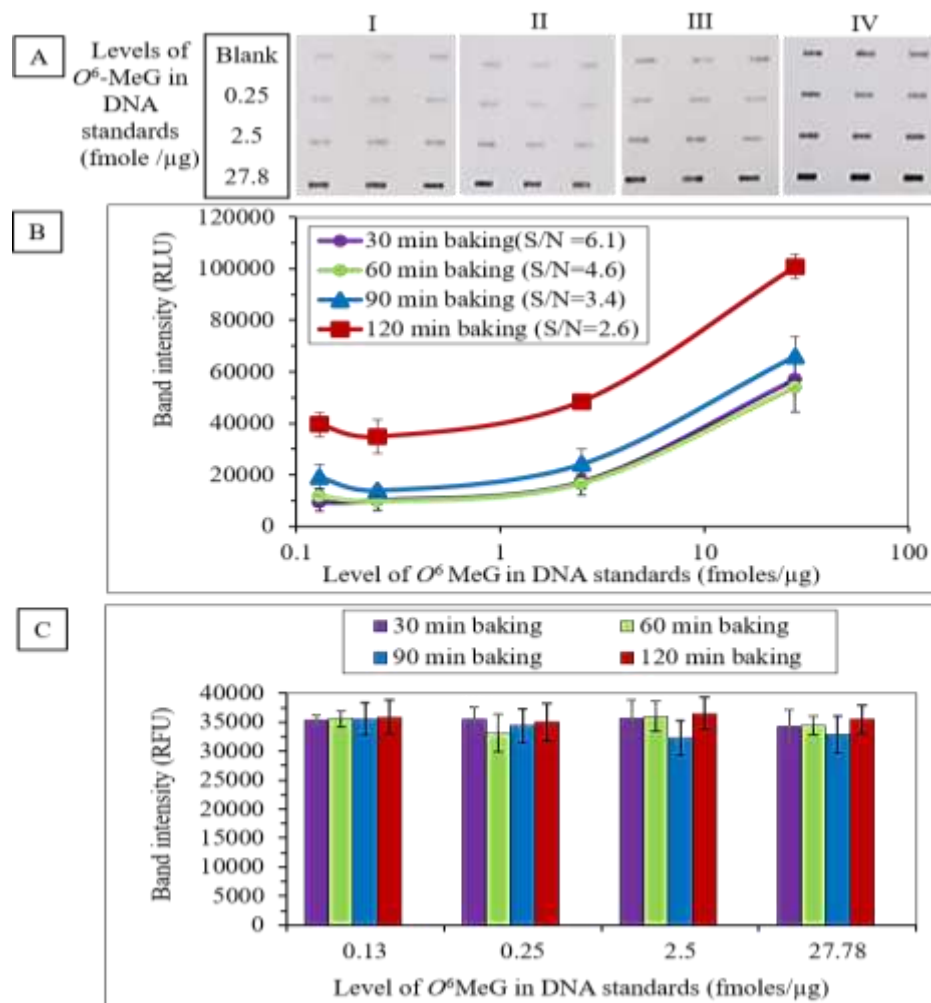 A
Levels of
O⁶-MeG in
DNA
standards
(fmole /µg)
Blank
0.25
2.5
27.8
I II III IV
B
Band intensity (RLU)
120000
100000
80000
60000
40000
20000
0
30 min baking(S/N =6.1)
60 min baking (S/N=4.6)
90 min baking (S/N=3.4)
120 min baking (S/N=2.6)
0.1 1 10 100
Level of O⁶ MeG in DNA standards (fmoles/µg)
C
30 min baking 60 min baking
90 min baking 120 min baking
Band intensity (RFU)
40000
35000
30000
25000
20000
15000
10000
5000
0
0.13 0.25 2.5 27.78
Level of O⁶MeG in DNA standards (fmoles/µg)